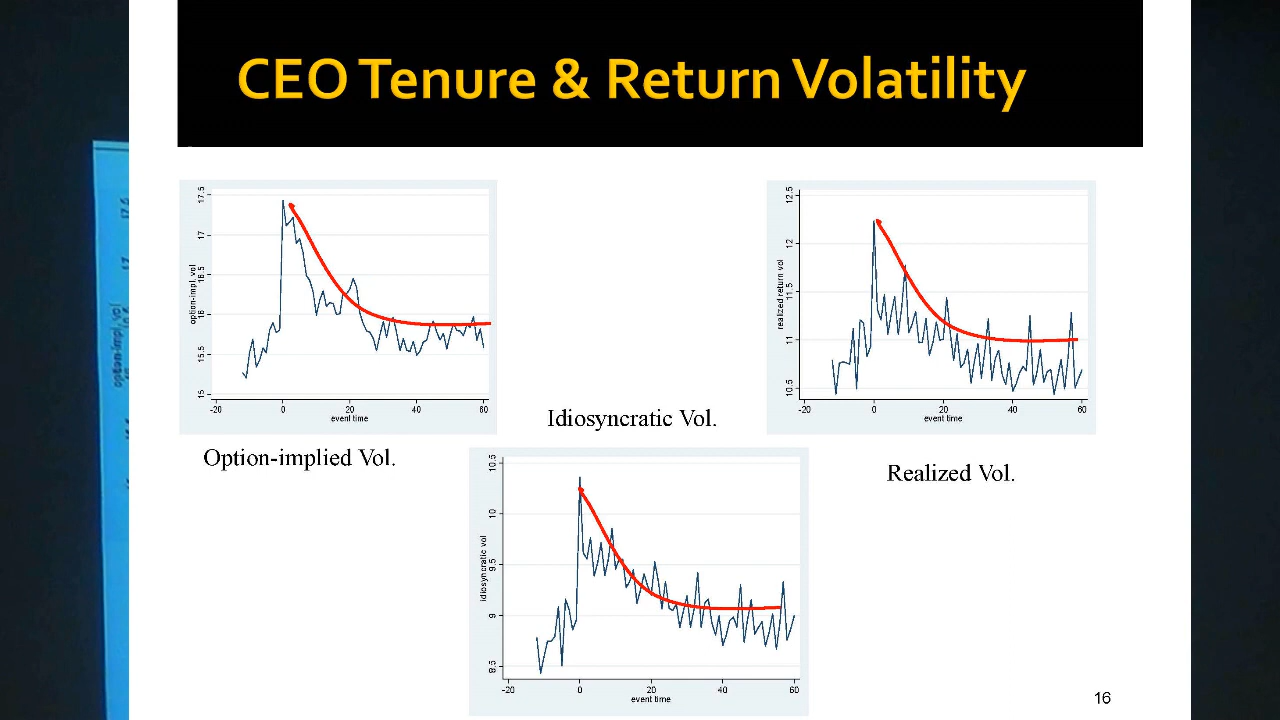 CEO Tenure & Return Volatility
17.5
17
16.5
16
15.5
15
option-impl vol
-20 0 20 40 60
event time
Option-implied Vol.
12.5
12
11.5
11
10.5
realized return vol
-20 0 20 40 60
event time
Realized Vol.
Idiosyncratic Vol.
10.5
10
9.5
9
8.5
idiosyncratic vol
-20 0 20 40 60
event time
16